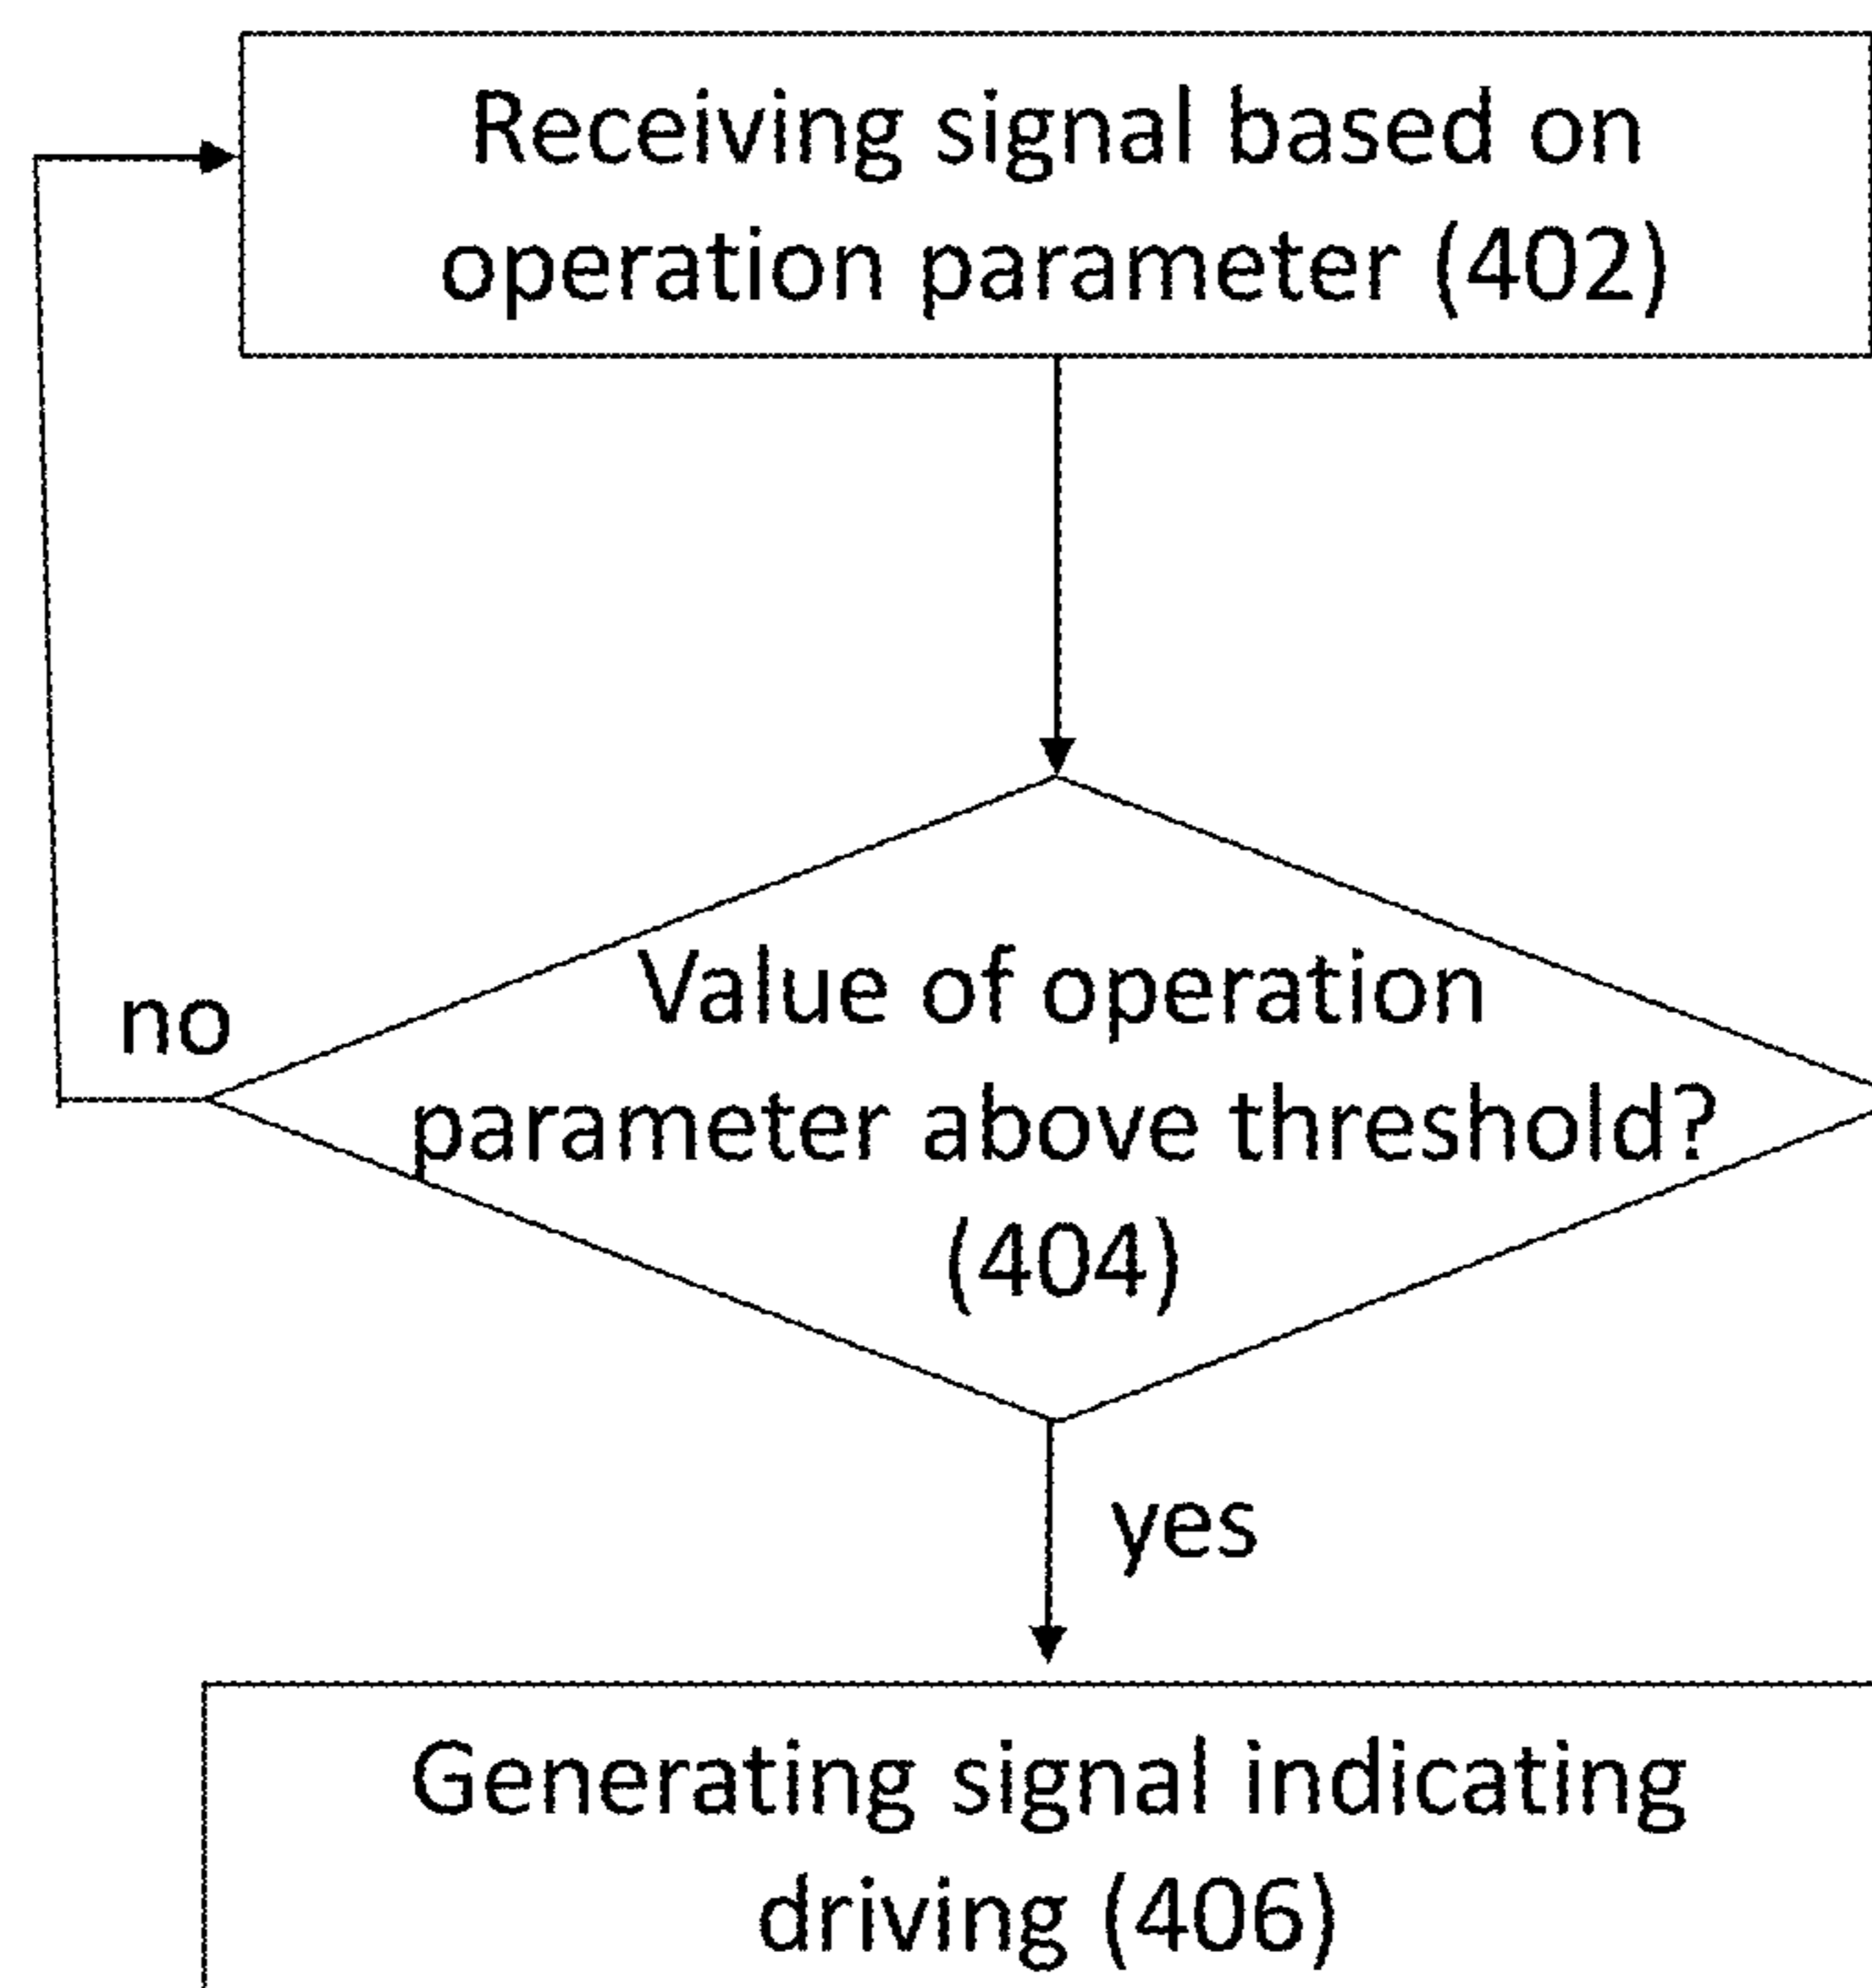 Receiving signal based on
operation parameter (402)
Value of operation
no
parameter above threshold?
(404)
yes
Generating signal indicating
driving (406)